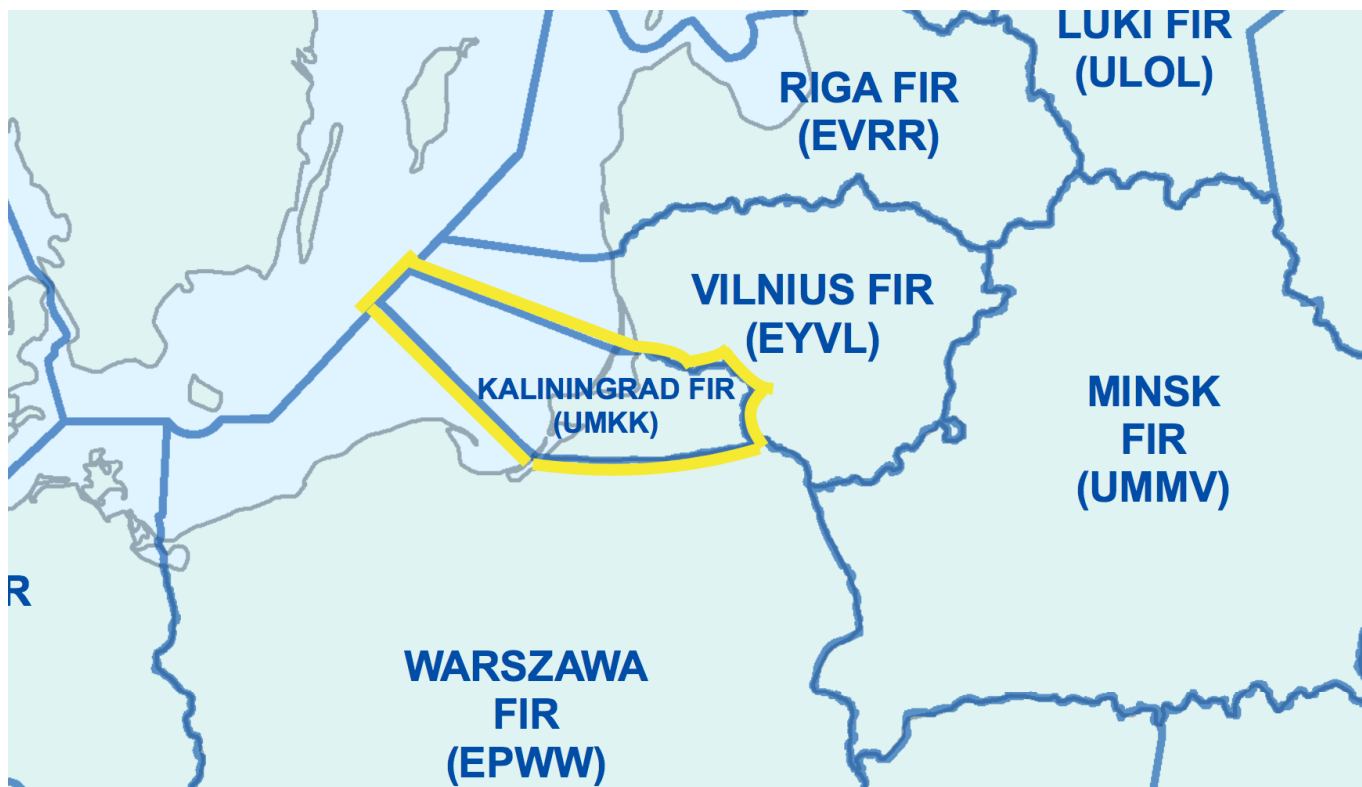 LUKI FIR
(ULOL)
RIGA FIR
(EVRR)
VILNIUS FIR
(EYVL)
KALININGRAD FIR
(UMKK)
MINSK
FIR
(UMMV)
R
WARSZAWA
FIR
(EPWW)